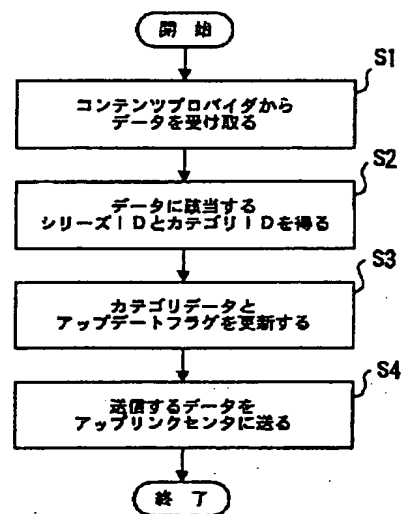 開 始
S1
コンテンツプロバイダから
データを受け取る
S2
データに該当する
シリーズIDとカテゴリIDを得る
S3
カテゴリデータと
アップデートフラグを更新する
S4
送信するデータを
アップリンクセンタに送る
終 了